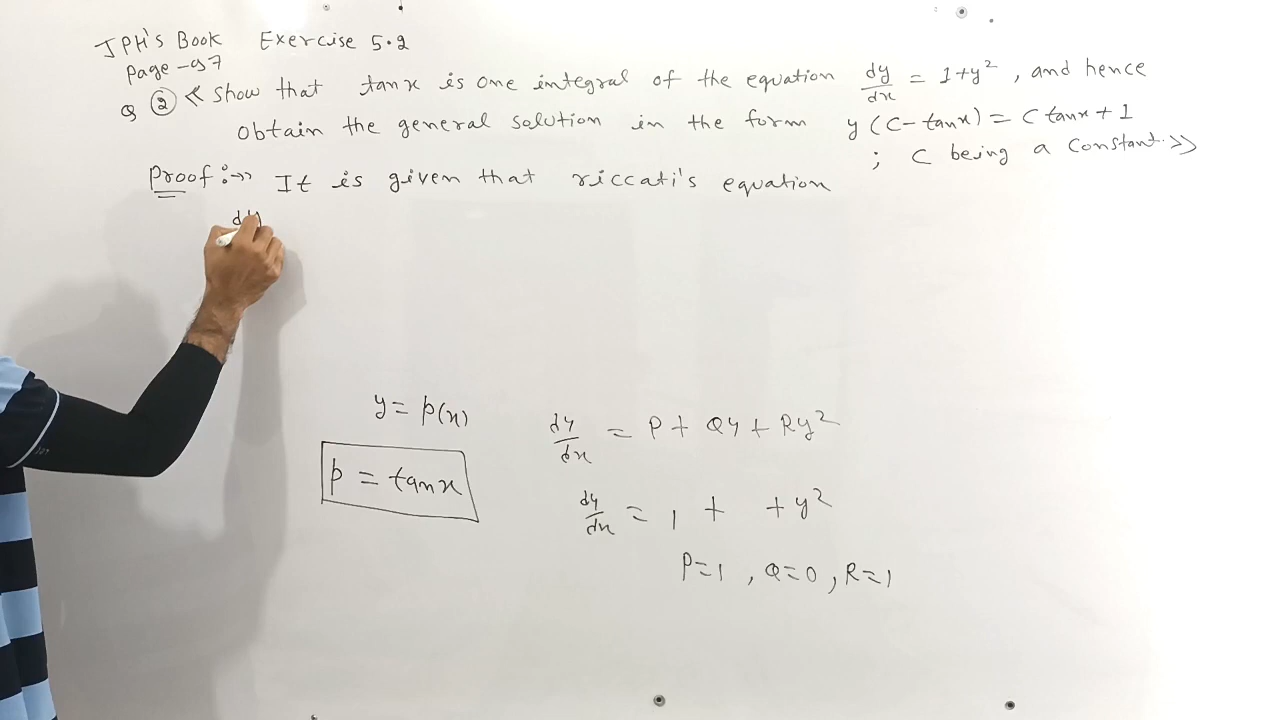 JPH's Book Exercise 5.2
Page - 97
Q ② << Show that tanx is one integral of the equation dy/dx = 1+y², and hence
obtain the general solution in the form y(C-tanx) = C tanx + 1
; C being a constant. >>
Proof :->> It is given that riccati's equation
dy
y = p(x)
p = tanx
dy/dx = P + Qy + Ry²
dy/dx = 1 + + y²
P=1, Q=0, R=1